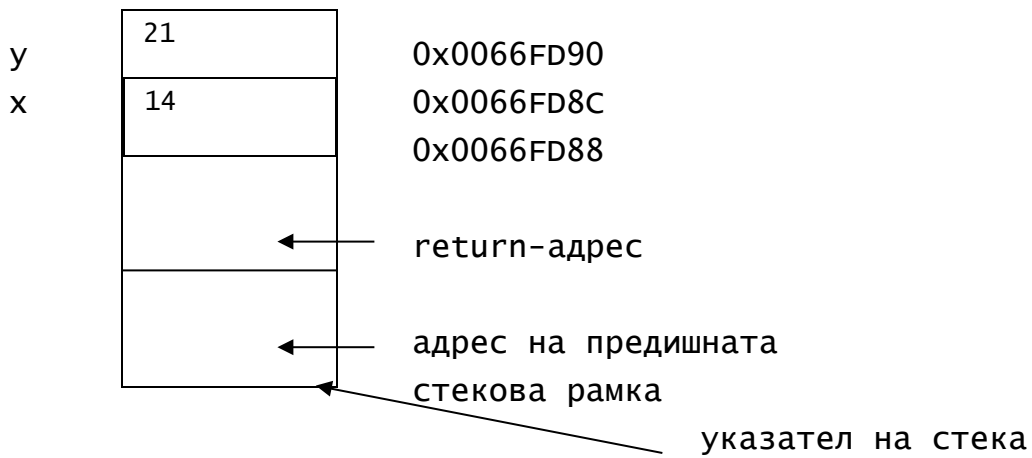 21
y 0x0066FD90
x 14 0x0066FD8C
0x0066FD88
return-адрес
адрес на предишната
стекова рамка
указател на стека